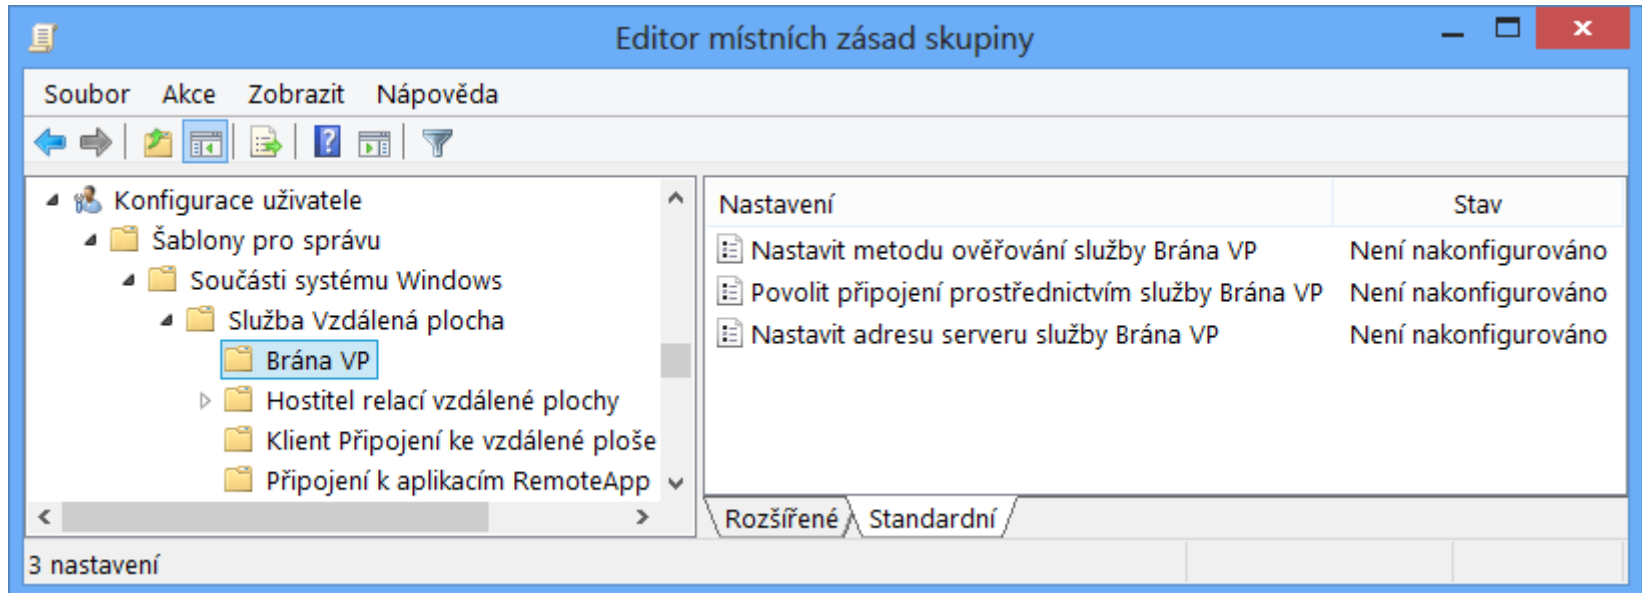 Editor místních zásad skupiny
Soubor Akce Zobrazit Nápověda
Konfigurace uživatele
Šablony pro správu
Součásti systému Windows
Služba Vzdálená plocha
Brána VP
Hostitel relací vzdálené plochy
Klient Připojení ke vzdálené ploše
Připojení k aplikacím RemoteApp
Nastavení Stav
Nastavit metodu ověřování služby Brána VP Není nakonfigurováno
Povolit připojení prostřednictvím služby Brána VP Není nakonfigurováno
Nastavit adresu serveru služby Brána VP Není nakonfigurováno
Rozšířené Standardní
3 nastavení